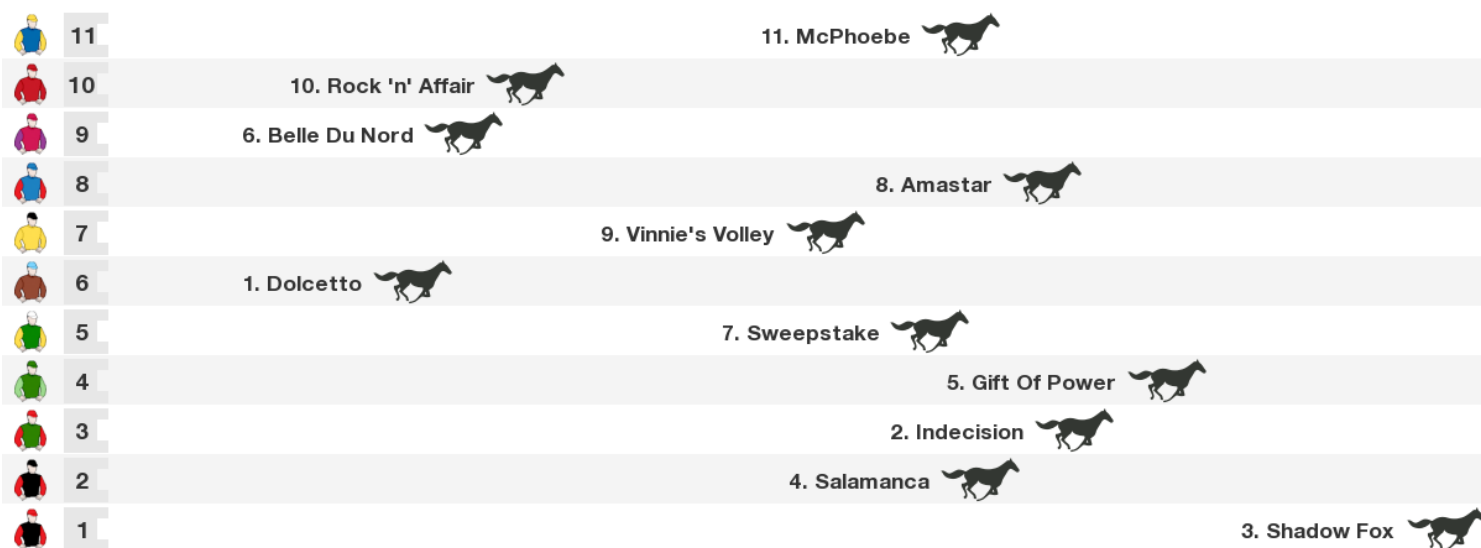 11 11. McPhoebe
10 10. Rock 'n' Affair
9 6. Belle Du Nord
8 8. Amastar
7 9. Vinnie's Volley
6 1. Dolcetto
5 7. Sweepstake
4 5. Gift Of Power
3 2. Indecision
2 4. Salamanca
1 3. Shadow Fox